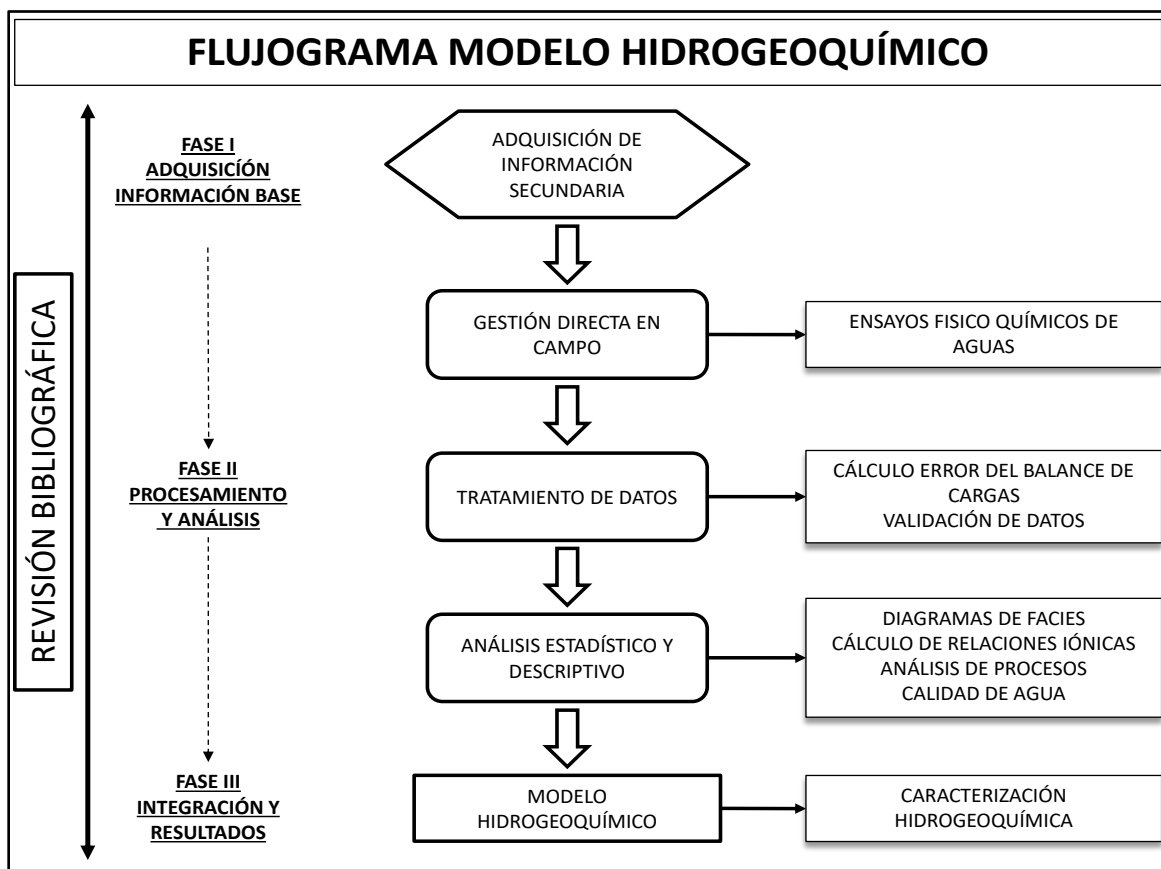 FLUJOGRAMA MODELO HIDROGEOQUÍMICO
REVISIÓN BIBLIOGRÁFICA
FASE I
ADQUISICÍÓN
INFORMACIÓN BASE
ADQUISICIÓN DE
INFORMACIÓN
SECUNDARIA
GESTIÓN DIRECTA EN
CAMPO
ENSAYOS FISICO QUÍMICOS DE
AGUAS
FASE II
PROCESAMIENTO
Y ANÁLISIS
TRATAMIENTO DE DATOS
CÁLCULO ERROR DEL BALANCE DE
CARGAS
VALIDACIÓN DE DATOS
ANÁLISIS ESTADÍSTICO Y
DESCRIPTIVO
DIAGRAMAS DE FACIES
CÁLCULO DE RELACIONES IÓNICAS
ANÁLISIS DE PROCESOS
CALIDAD DE AGUA
FASE III
INTEGRACIÓN Y
RESULTADOS
MODELO
HIDROGEOQUÍMICO
CARACTERIZACIÓN
HIDROGEOQUÍMICA